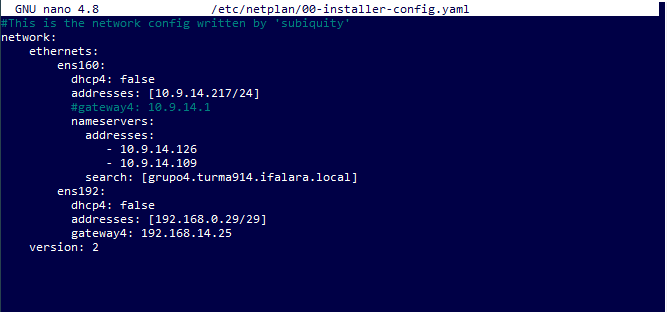 GNU nano 4.8 /etc/netplan/00-installer-config.yaml
#This is the network config written by 'subiquity'
network:
    ethernets:
        ens160:
          dhcp4: false
          addresses: [10.9.14.217/24]
          #gateway4: 10.9.14.1
          nameservers:
            addresses:
               - 10.9.14.126
               - 10.9.14.109
            search: [grupo4.turma914.ifalara.local]
        ens192:
          dhcp4: false
          addresses: [192.168.0.29/29]
          gateway4: 192.168.14.25
    version: 2